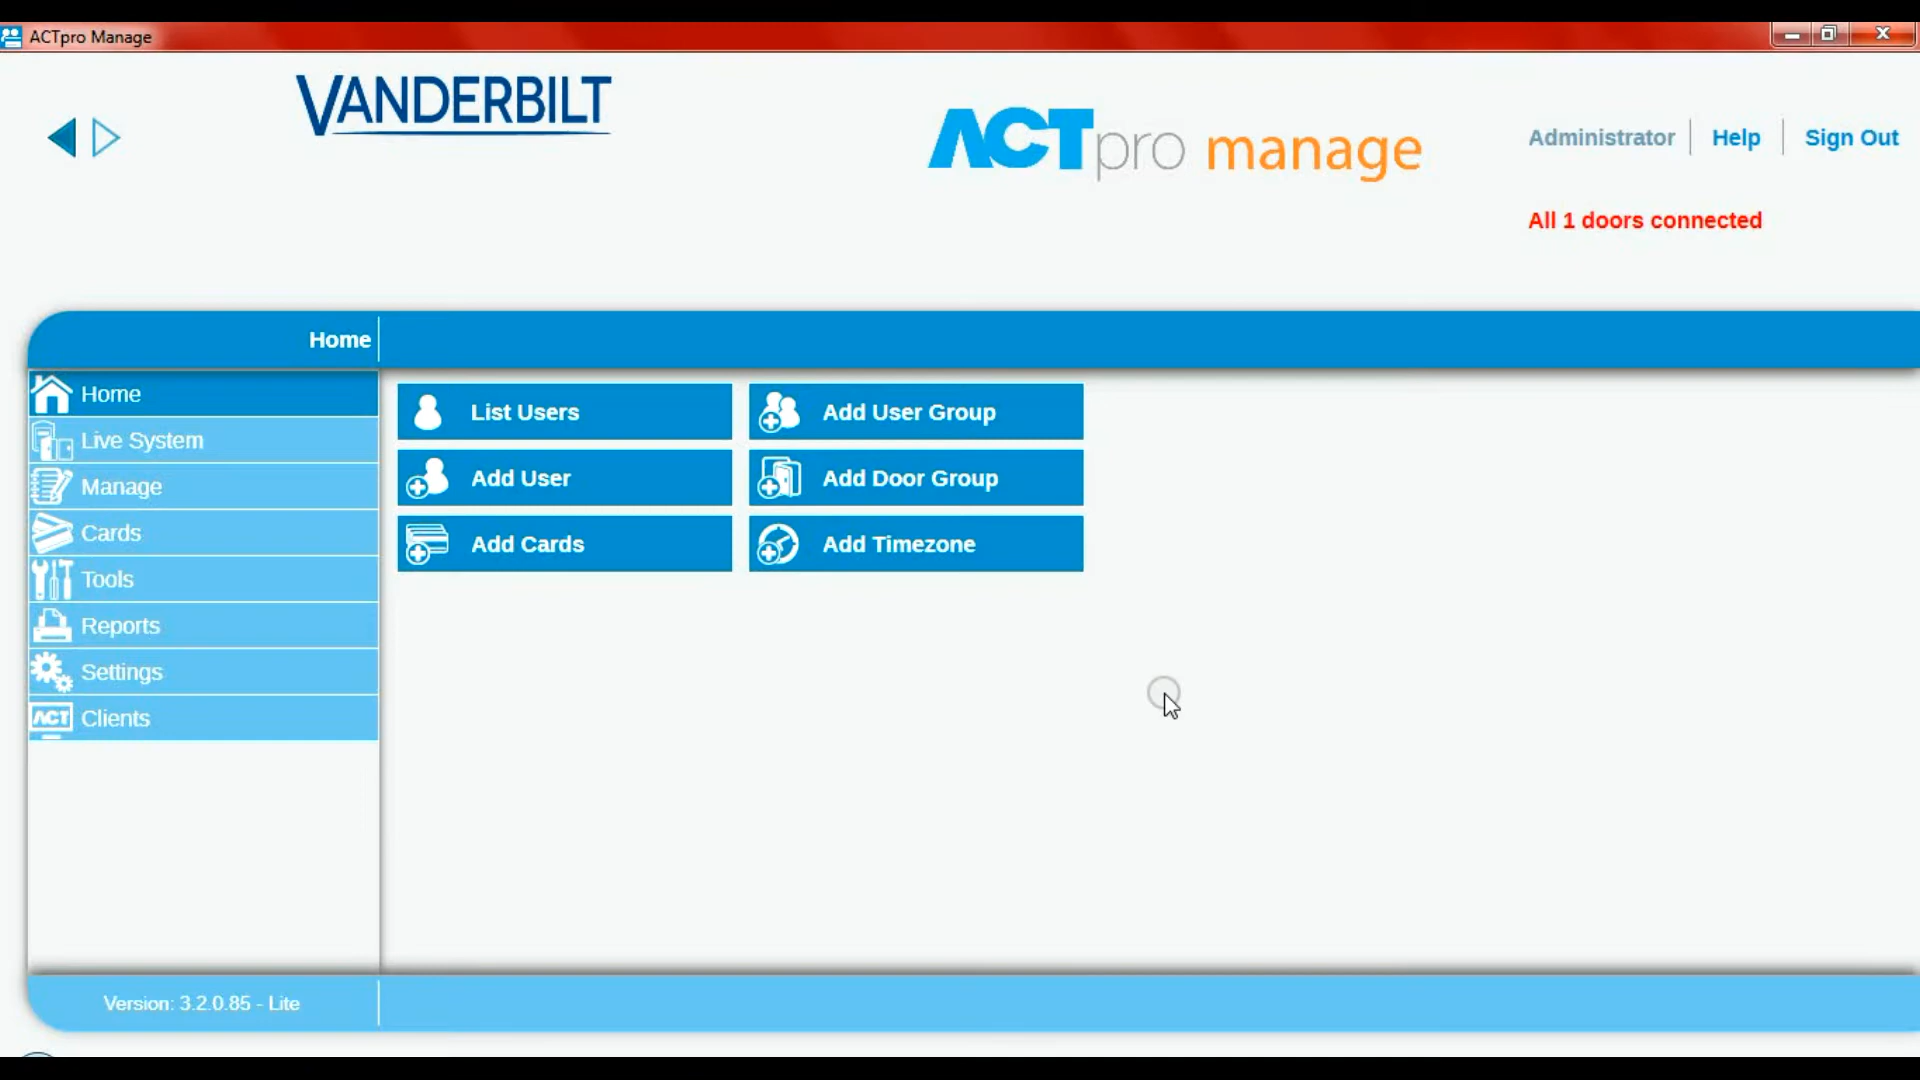 ACTpro Manage
VANDERBILT
ACTpro manage
Administrator
Help
Sign Out
All 1 doors connected
Home
Home
Live System
Manage
Cards
Tools
Reports
Settings
ACT Clients
List Users
Add User Group
Add User
Add Door Group
Add Cards
Add Timezone
Version: 3.2.0.85 - Lite